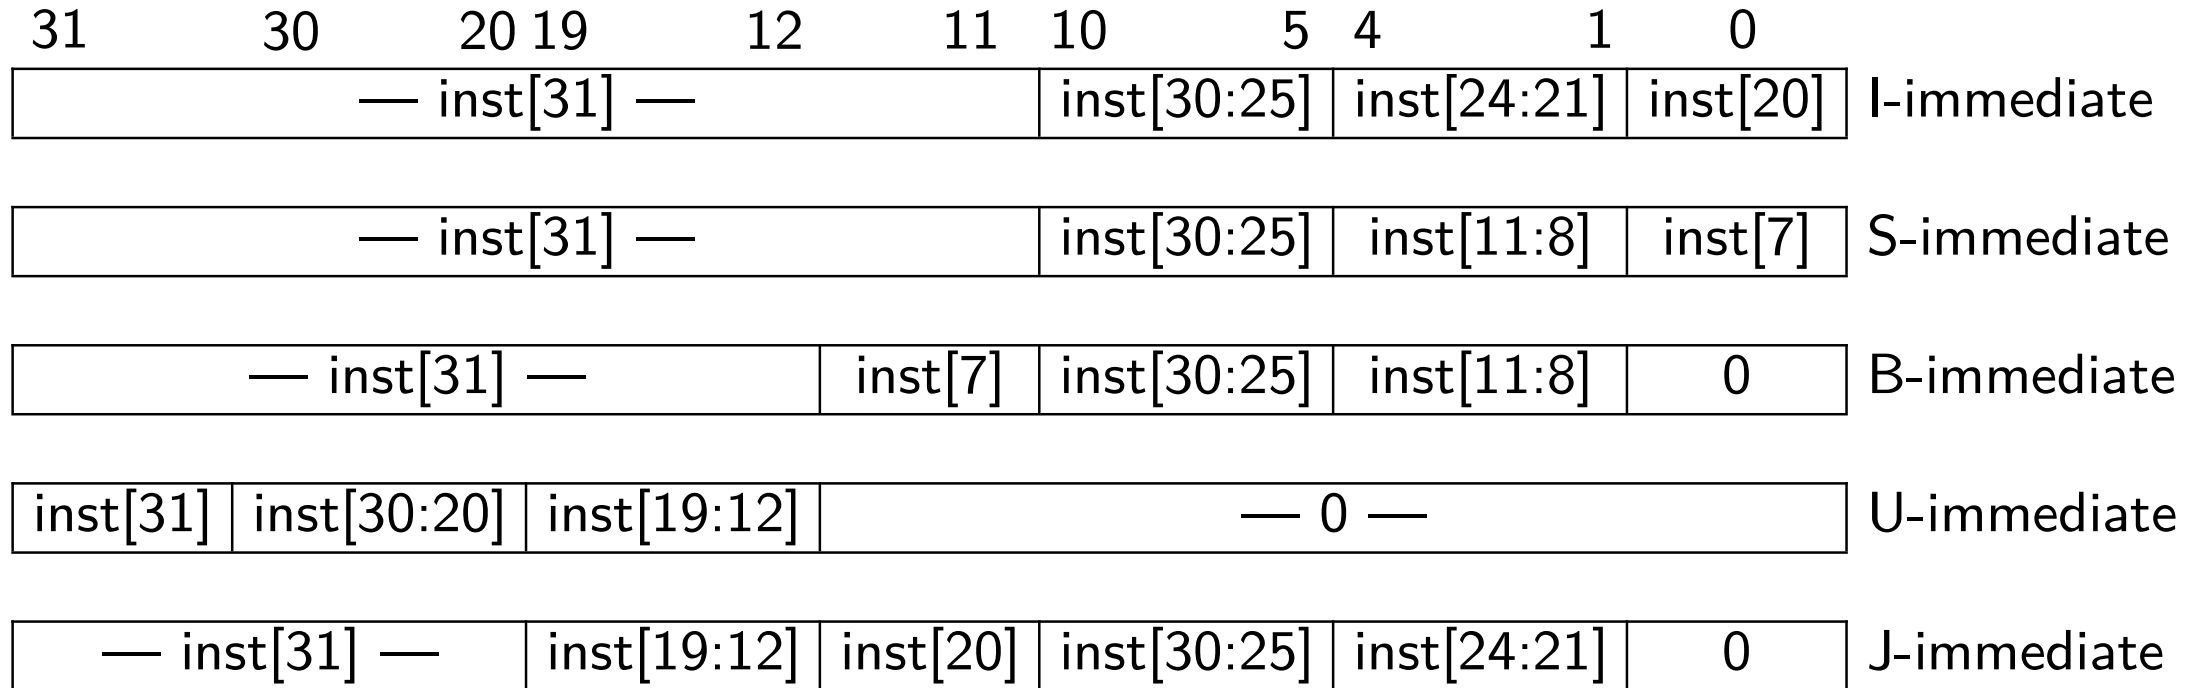 31 30 20 19 12 11 10 5 4 1 0
— inst[31] — inst[30:25] inst[24:21] inst[20] I-immediate
— inst[31] — inst[30:25] inst[11:8] inst[7] S-immediate
— inst[31] — inst[7] inst[30:25] inst[11:8] 0 B-immediate
inst[31] inst[30:20] inst[19:12] — 0 — U-immediate
— inst[31] — inst[19:12] inst[20] inst[30:25] inst[24:21] 0 J-immediate